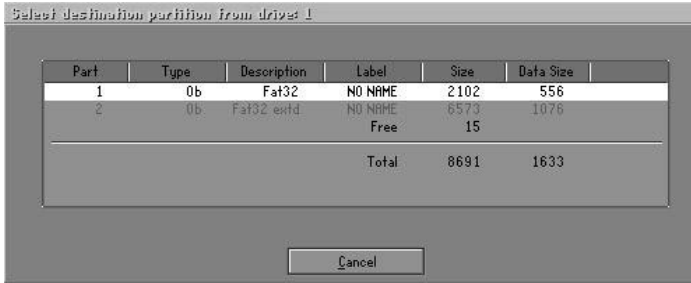 Select destination partition from drive: 1
Part Type Description Label Size Data Size
1 0b Fat32 NO NAME 2102 556
2 0b Fat32 extd NO NAME 6573 1076
Free 15
Total 8691 1633
Cancel